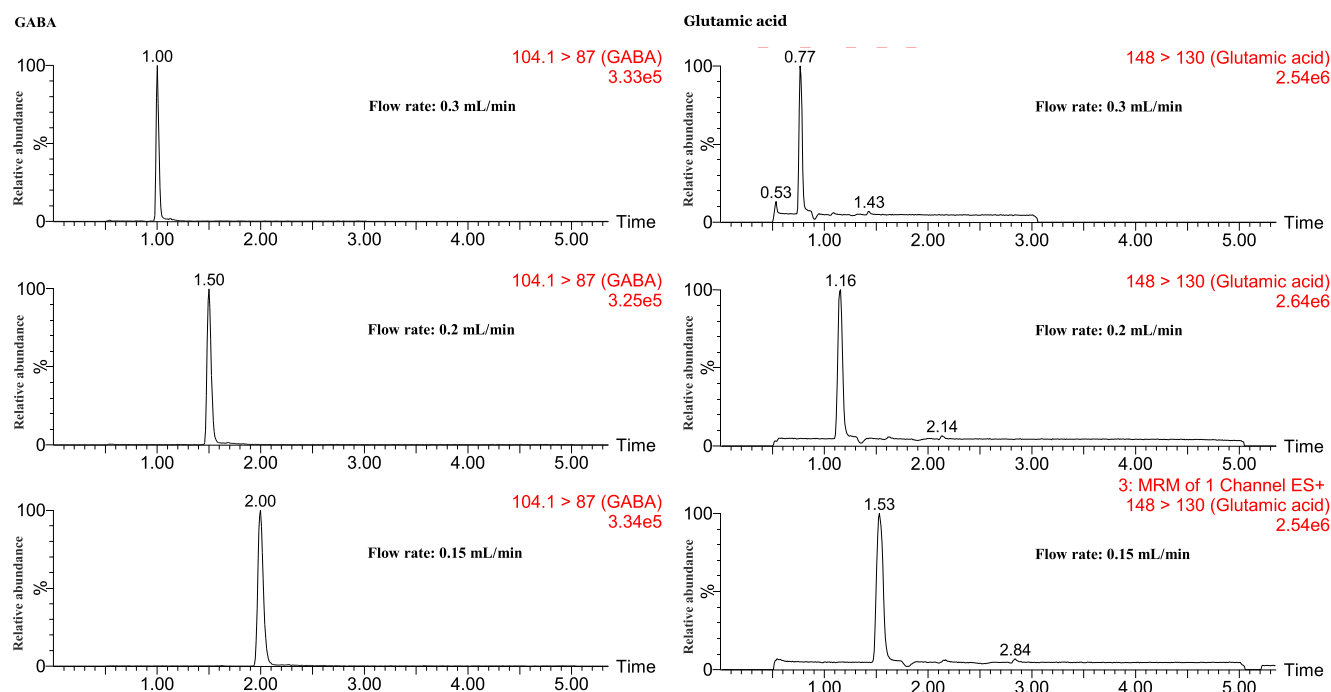 GABA
104.1 > 87 (GABA)
3.33e5
1.00
Flow rate: 0.3 mL/min
Relative abundance
%
100
0
1.00 2.00 3.00 4.00 5.00
Time
104.1 > 87 (GABA)
3.25e5
1.50
Flow rate: 0.2 mL/min
Relative abundance
%
100
0
1.00 2.00 3.00 4.00 5.00
Time
104.1 > 87 (GABA)
3.34e5
2.00
Flow rate: 0.15 mL/min
Relative abundance
%
100
0
1.00 2.00 3.00 4.00 5.00
Time
Glutamic acid
148 > 130 (Glutamic acid)
2.54e6
0.77
0.53
1.43
Flow rate: 0.3 mL/min
Relative abundance
%
100
0
1.00 2.00 3.00 4.00 5.00
Time
148 > 130 (Glutamic acid)
2.64e6
1.16
2.14
Flow rate: 0.2 mL/min
Relative abundance
%
100
0
1.00 2.00 3.00 4.00 5.00
Time
3: MRM of 1 Channel ES+
148 > 130 (Glutamic acid)
2.54e6
1.53
2.84
Flow rate: 0.15 mL/min
Relative abundance
%
100
0
1.00 2.00 3.00 4.00 5.00
Time